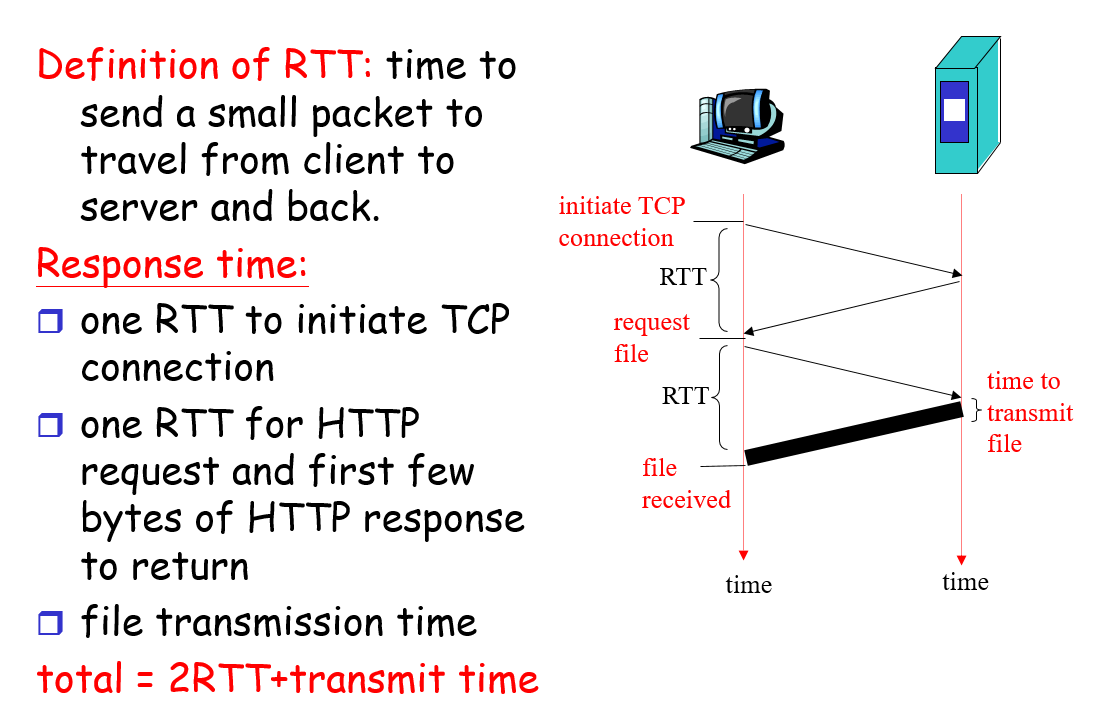 Definition of RTT: time to
send a small packet to
travel from client to
server and back.
Response time:
one RTT to initiate TCP
connection
one RTT for HTTP
request and first few
bytes of HTTP response
to return
file transmission time
total = 2RTT+transmit time
initiate TCP
connection
RTT
request
file
RTT
file
received
time to
transmit
file
time
time